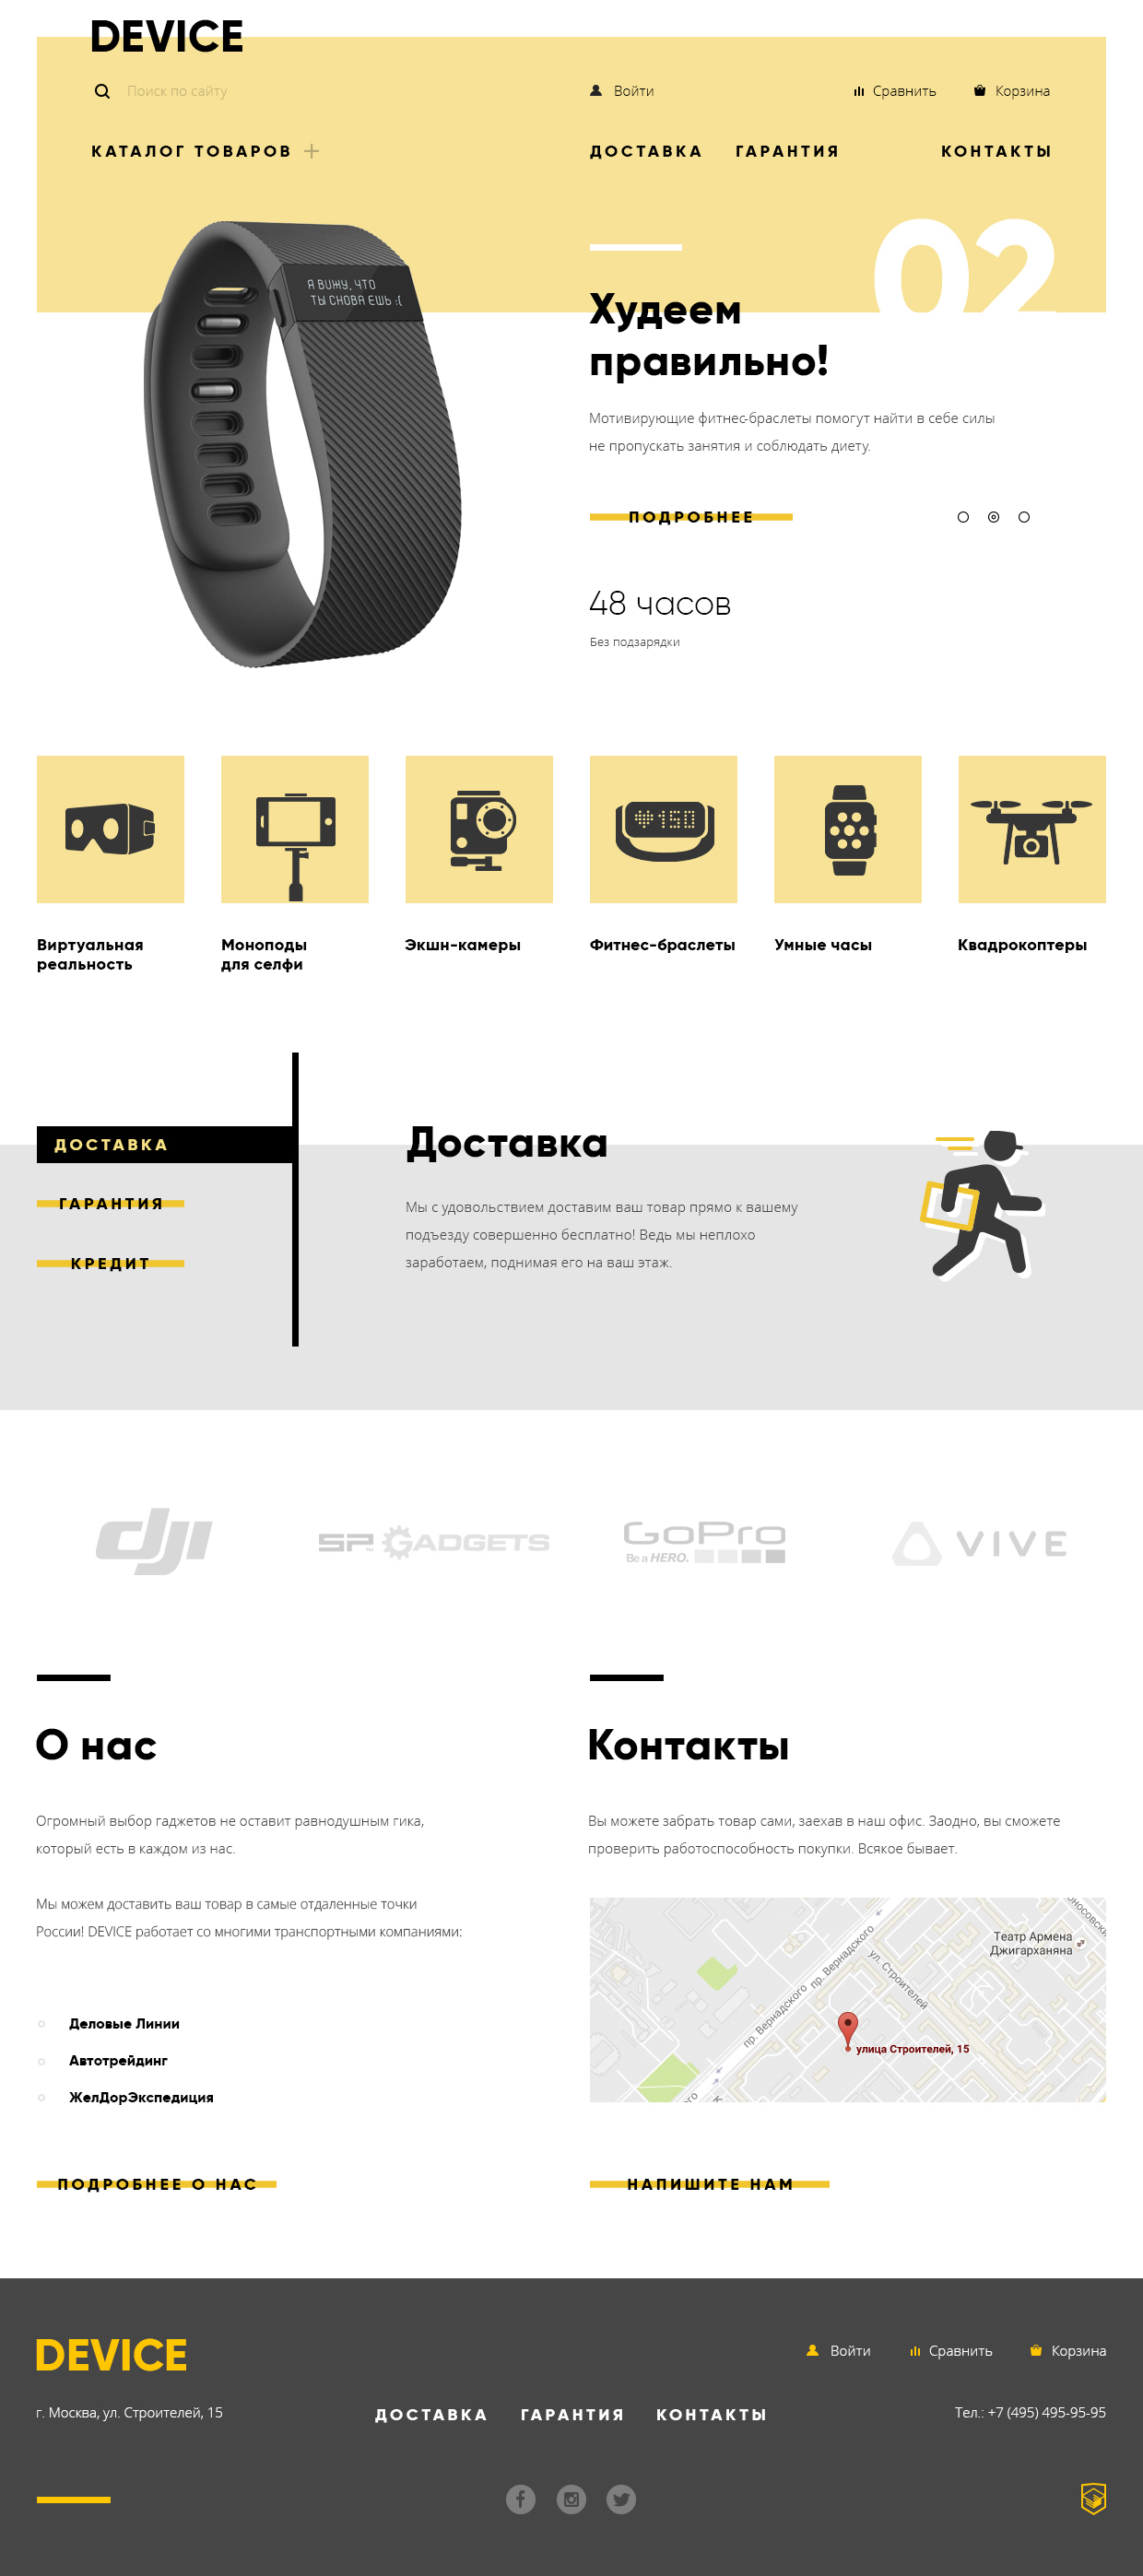 DEVICE
Поиск по сайту
Войти
Сравнить
Корзина
КАТАЛОГ ТОВАРОВ
ДОСТАВКА
ГАРАНТИЯ
КОНТАКТЫ
02
Я ВИЖУ, ЧТО
ТЫ СНОВА ЕШЬ :(
Худеем
правильно!
Мотивирующие фитнес-браслеты помогут найти в себе силы
не пропускать занятия и соблюдать диету.
ПОДРОБНЕЕ
48 часов
Без подзарядки
150
Виртуальная
реальность
Моноподы
для селфи
Экшн-камеры
Фитнес-браслеты
Умные часы
Квадрокоптеры
ДОСТАВКА
ГАРАНТИЯ
КРЕДИТ
Доставка
Мы с удовольствием доставим ваш товар прямо к вашему
подъезду совершенно бесплатно! Ведь мы неплохо
заработаем, поднимая его на ваш этаж.
dji
SP GADGETS
GoPro
Be a HERO.
VIVE
О нас
Огромный выбор гаджетов не оставит равнодушным гика,
который есть в каждом из нас.
Мы можем доставить ваш товар в самые отдаленные точки
России! DEVICE работает со многими транспортными компаниями:
Деловые Линии
Автотрейдинг
ЖелДорЭкспедиция
ПОДРОБНЕЕ О НАС
Контакты
Вы можете забрать товар сами, заехав в наш офис. Заодно, вы сможете
проверить работоспособность покупки. Всякое бывает.
Театр Армена
Джигарханяна
пр. Вернадского
ул. Строителей
пр. Вернадского
улица Строителей, 15
НАПИШИТЕ НАМ
DEVICE
Войти
Сравнить
Корзина
г. Москва, ул. Строителей, 15
ДОСТАВКА
ГАРАНТИЯ
КОНТАКТЫ
Тел.: +7 (495) 495-95-95